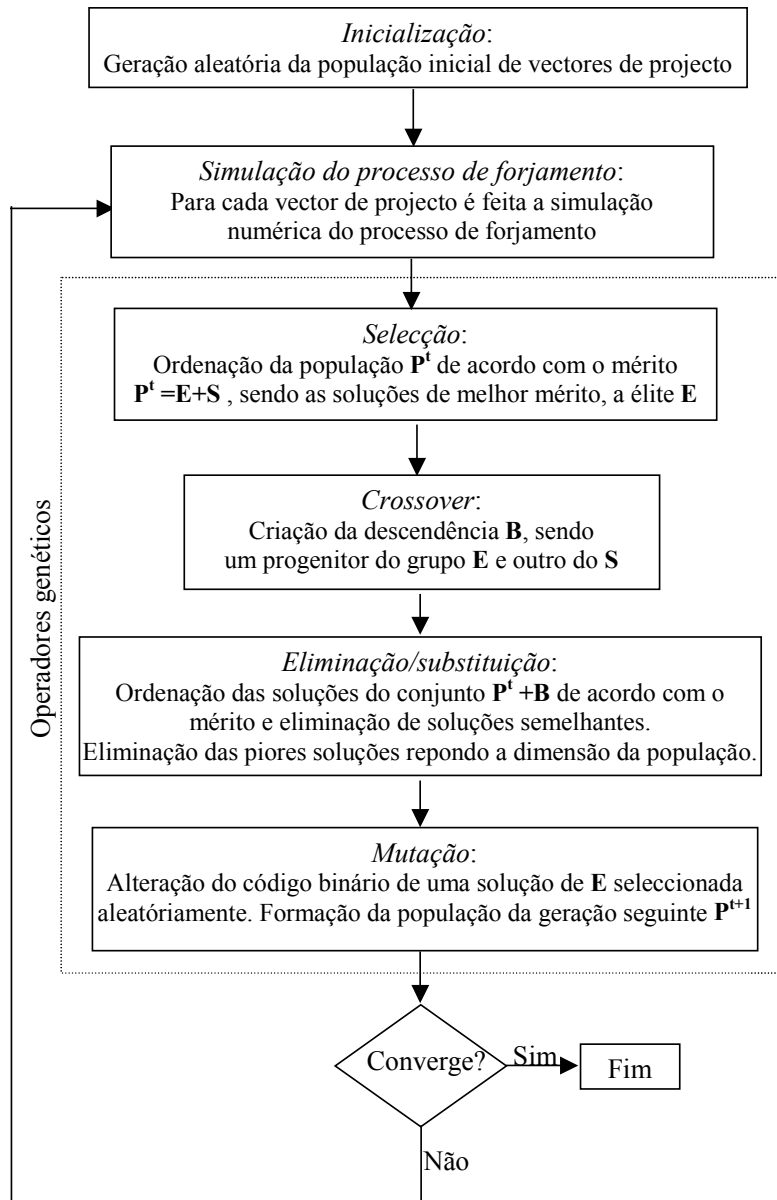 Inicialização:
Geração aleatória da população inicial de vectores de projecto
Simulação do processo de forjamento:
Para cada vector de projecto é feita a simulação
numérica do processo de forjamento
Selecção:
Ordenação da população P^t de acordo com o mérito
P^t =E+S , sendo as soluções de melhor mérito, a élite E
Crossover:
Criação da descendência B, sendo
um progenitor do grupo E e outro do S
Operadores genéticos
Eliminação/substituição:
Ordenação das soluções do conjunto P^t +B de acordo com o
mérito e eliminação de soluções semelhantes.
Eliminação das piores soluções repondo a dimensão da população.
Mutação:
Alteração do código binário de uma solução de E seleccionada
aleatóriamente. Formação da população da geração seguinte P^t+1
Converge?
Sim
Fim
Não